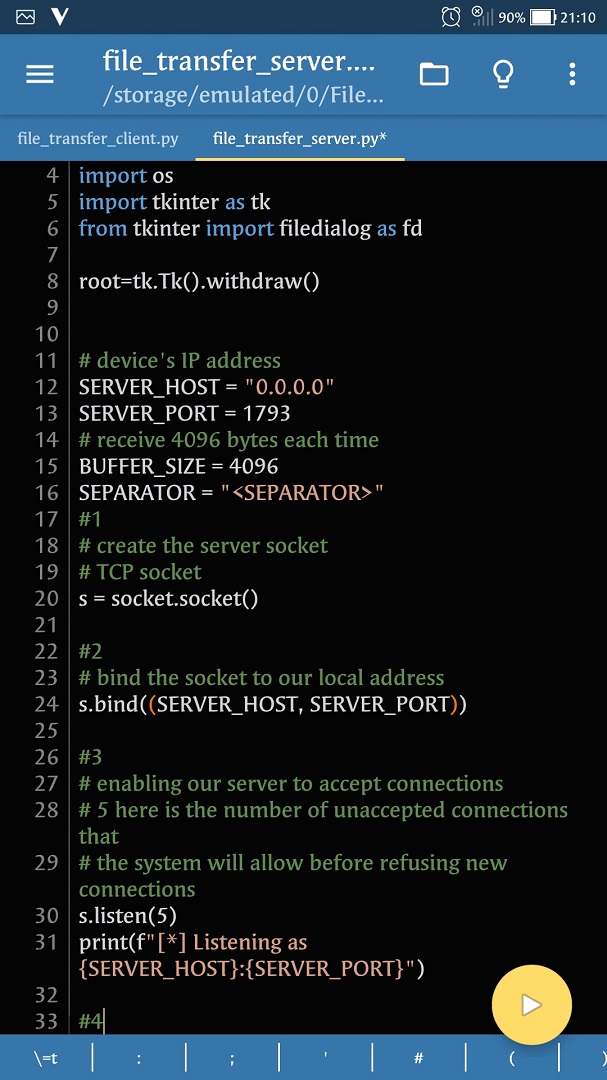 90% 21:10
file_transfer_server....
/storage/emulated/0/File...
file_transfer_client.py file_transfer_server.py*
4 import os
5 import tkinter as tk
6 from tkinter import filedialog as fd
7
8 root=tk.Tk().withdraw()
9
10
11 # device's IP address
12 SERVER_HOST = "0.0.0.0"
13 SERVER_PORT = 1793
14 # receive 4096 bytes each time
15 BUFFER_SIZE = 4096
16 SEPARATOR = "<SEPARATOR>"
17 #1
18 # create the server socket
19 # TCP socket
20 s = socket.socket()
21
22 #2
23 # bind the socket to our local address
24 s.bind((SERVER_HOST, SERVER_PORT))
25
26 #3
27 # enabling our server to accept connections
28 # 5 here is the number of unaccepted connections
that
29 # the system will allow before refusing new
connections
30 s.listen(5)
31 print(f"[*] Listening as
{SERVER_HOST}:{SERVER_PORT}")
32
33 #4
\=t : ; ' # ( )